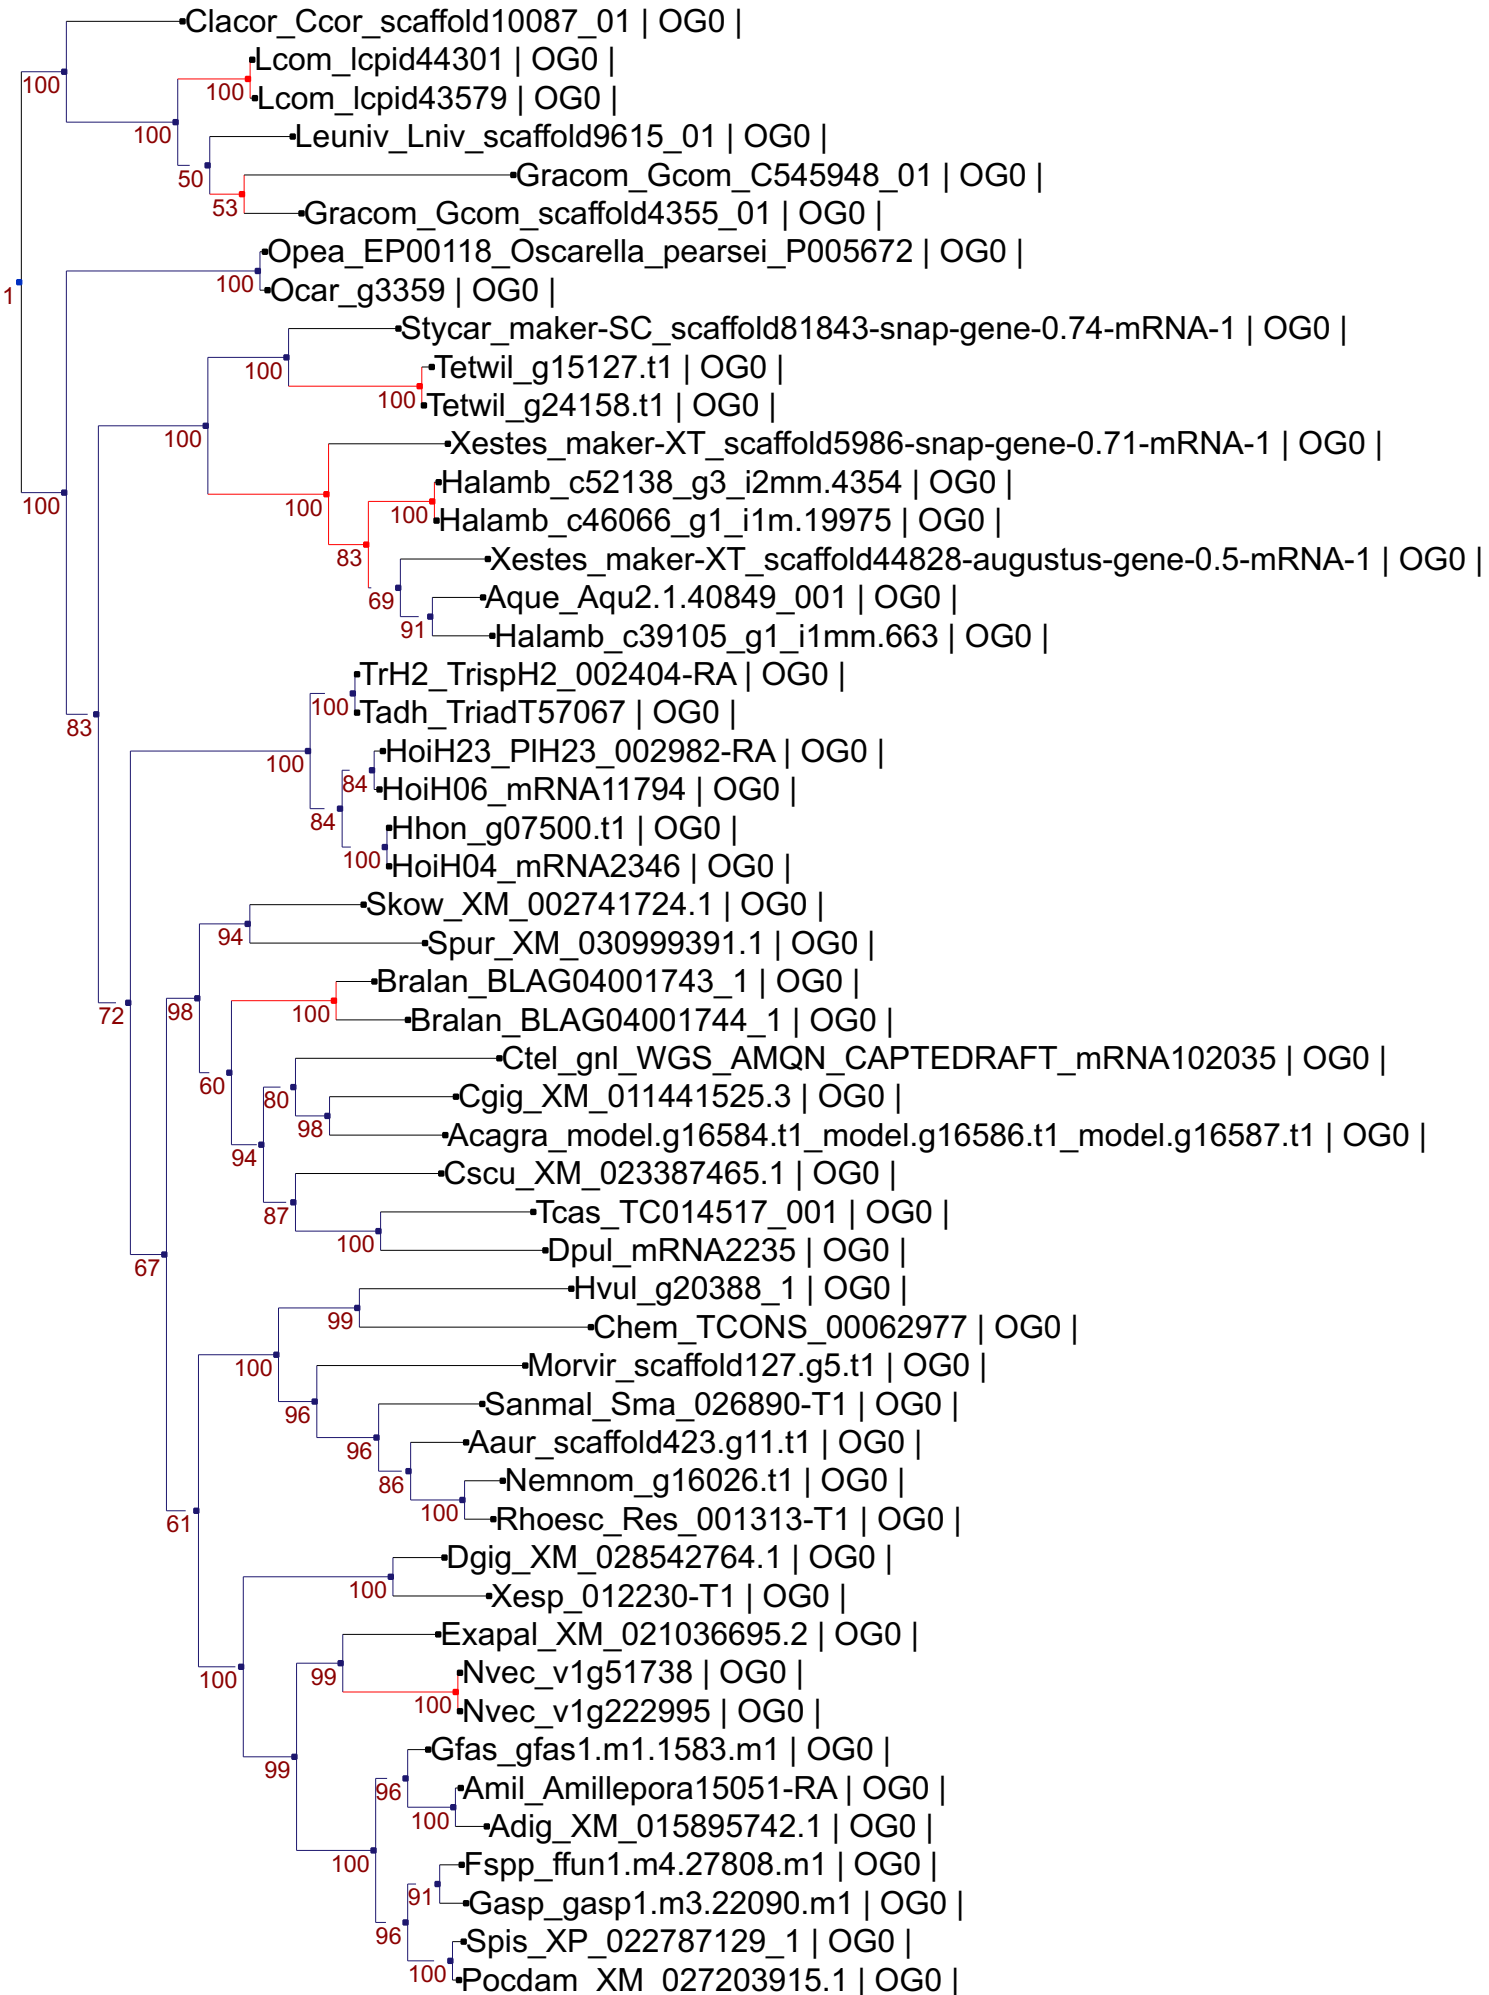 Clacor_Ccor_scaffold10087_01 | OG0 |
Lcom_lcpid44301 | OG0 |
100
100
Lcom_lcpid43579 | OG0 |
100
Leuniv_Lniv_scaffold9615_01 | OG0 |
50
Gracom_Gcom_C545948_01 | OG0 |
53
Gracom_Gcom_scaffold4355_01 | OG0 |
Opea_EP00118_Oscarella_pearsei_P005672 | OG0 |
100
Ocar_g3359 | OG0 |
1
Stycar_maker-SC_scaffold81843-snap-gene-0.74-mRNA-1 | OG0 |
100
Tetwil_g15127.t1 | OG0 |
100
Tetwil_g24158.t1 | OG0 |
100
Xestes_maker-XT_scaffold5986-snap-gene-0.71-mRNA-1 | OG0 |
Halamb_c52138_g3_i2mm.4354 | OG0 |
100
100
100
Halamb_c46066_g1_i1m.19975 | OG0 |
83
Xestes_maker-XT_scaffold44828-augustus-gene-0.5-mRNA-1 | OG0 |
69
Aque_Aqu2.1.40849_001 | OG0 |
91
Halamb_c39105_g1_i1mm.663 | OG0 |
TrH2_TrispH2_002404-RA | OG0 |
100
Tadh_TriadT57067 | OG0 |
83
HoiH23_PlH23_002982-RA | OG0 |
100
84
HoiH06_mRNA11794 | OG0 |
84
Hhon_g07500.t1 | OG0 |
100
HoiH04_mRNA2346 | OG0 |
Skow_XM_002741724.1 | OG0 |
94
Spur_XM_030999391.1 | OG0 |
Bralan_BLAG04001743_1 | OG0 |
72
98
100
Bralan_BLAG04001744_1 | OG0 |
Ctel_gnl_WGS_AMQN_CAPTEDRAFT_mRNA102035 | OG0 |
60
80
Cgig_XM_011441525.3 | OG0 |
98
Acagra_model.g16584.t1_model.g16586.t1_model.g16587.t1 | OG0 |
94
Cscu_XM_023387465.1 | OG0 |
87
Tcas_TC014517_001 | OG0 |
100
Dpul_mRNA2235 | OG0 |
67
Hvul_g20388_1 | OG0 |
99
Chem_TCONS_00062977 | OG0 |
100
Morvir_scaffold127.g5.t1 | OG0 |
96
Sanmal_Sma_026890-T1 | OG0 |
96
Aaur_scaffold423.g11.t1 | OG0 |
86
Nemnom_g16026.t1 | OG0 |
100
Rhoesc_Res_001313-T1 | OG0 |
61
Dgig_XM_028542764.1 | OG0 |
100
Xesp_012230-T1 | OG0 |
Exapal_XM_021036695.2 | OG0 |
100
99
Nvec_v1g51738 | OG0 |
100
Nvec_v1g222995 | OG0 |
Gfas_gfas1.m1.1583.m1 | OG0 |
99
96
Amil_Amillepora15051-RA | OG0 |
100
Adig_XM_015895742.1 | OG0 |
100
Fspp_ffun1.m4.27808.m1 | OG0 |
91
Gasp_gasp1.m3.22090.m1 | OG0 |
96
Spis_XP_022787129_1 | OG0 |
100
Pocdam_XM_027203915.1 | OG0 |